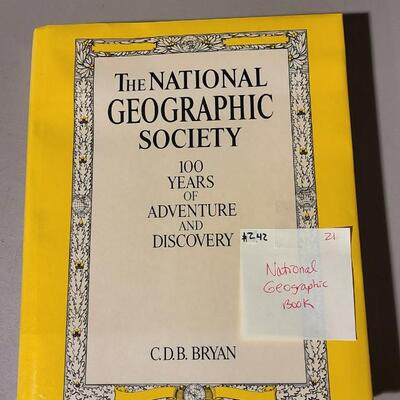 THE NATIONAL
GEOGRAPHIC
SOCIETY
100
YEARS
OF
ADVENTURE
AND
DISCOVERY
#242 21
National
Geographic
Book
C.D.B. BRYAN